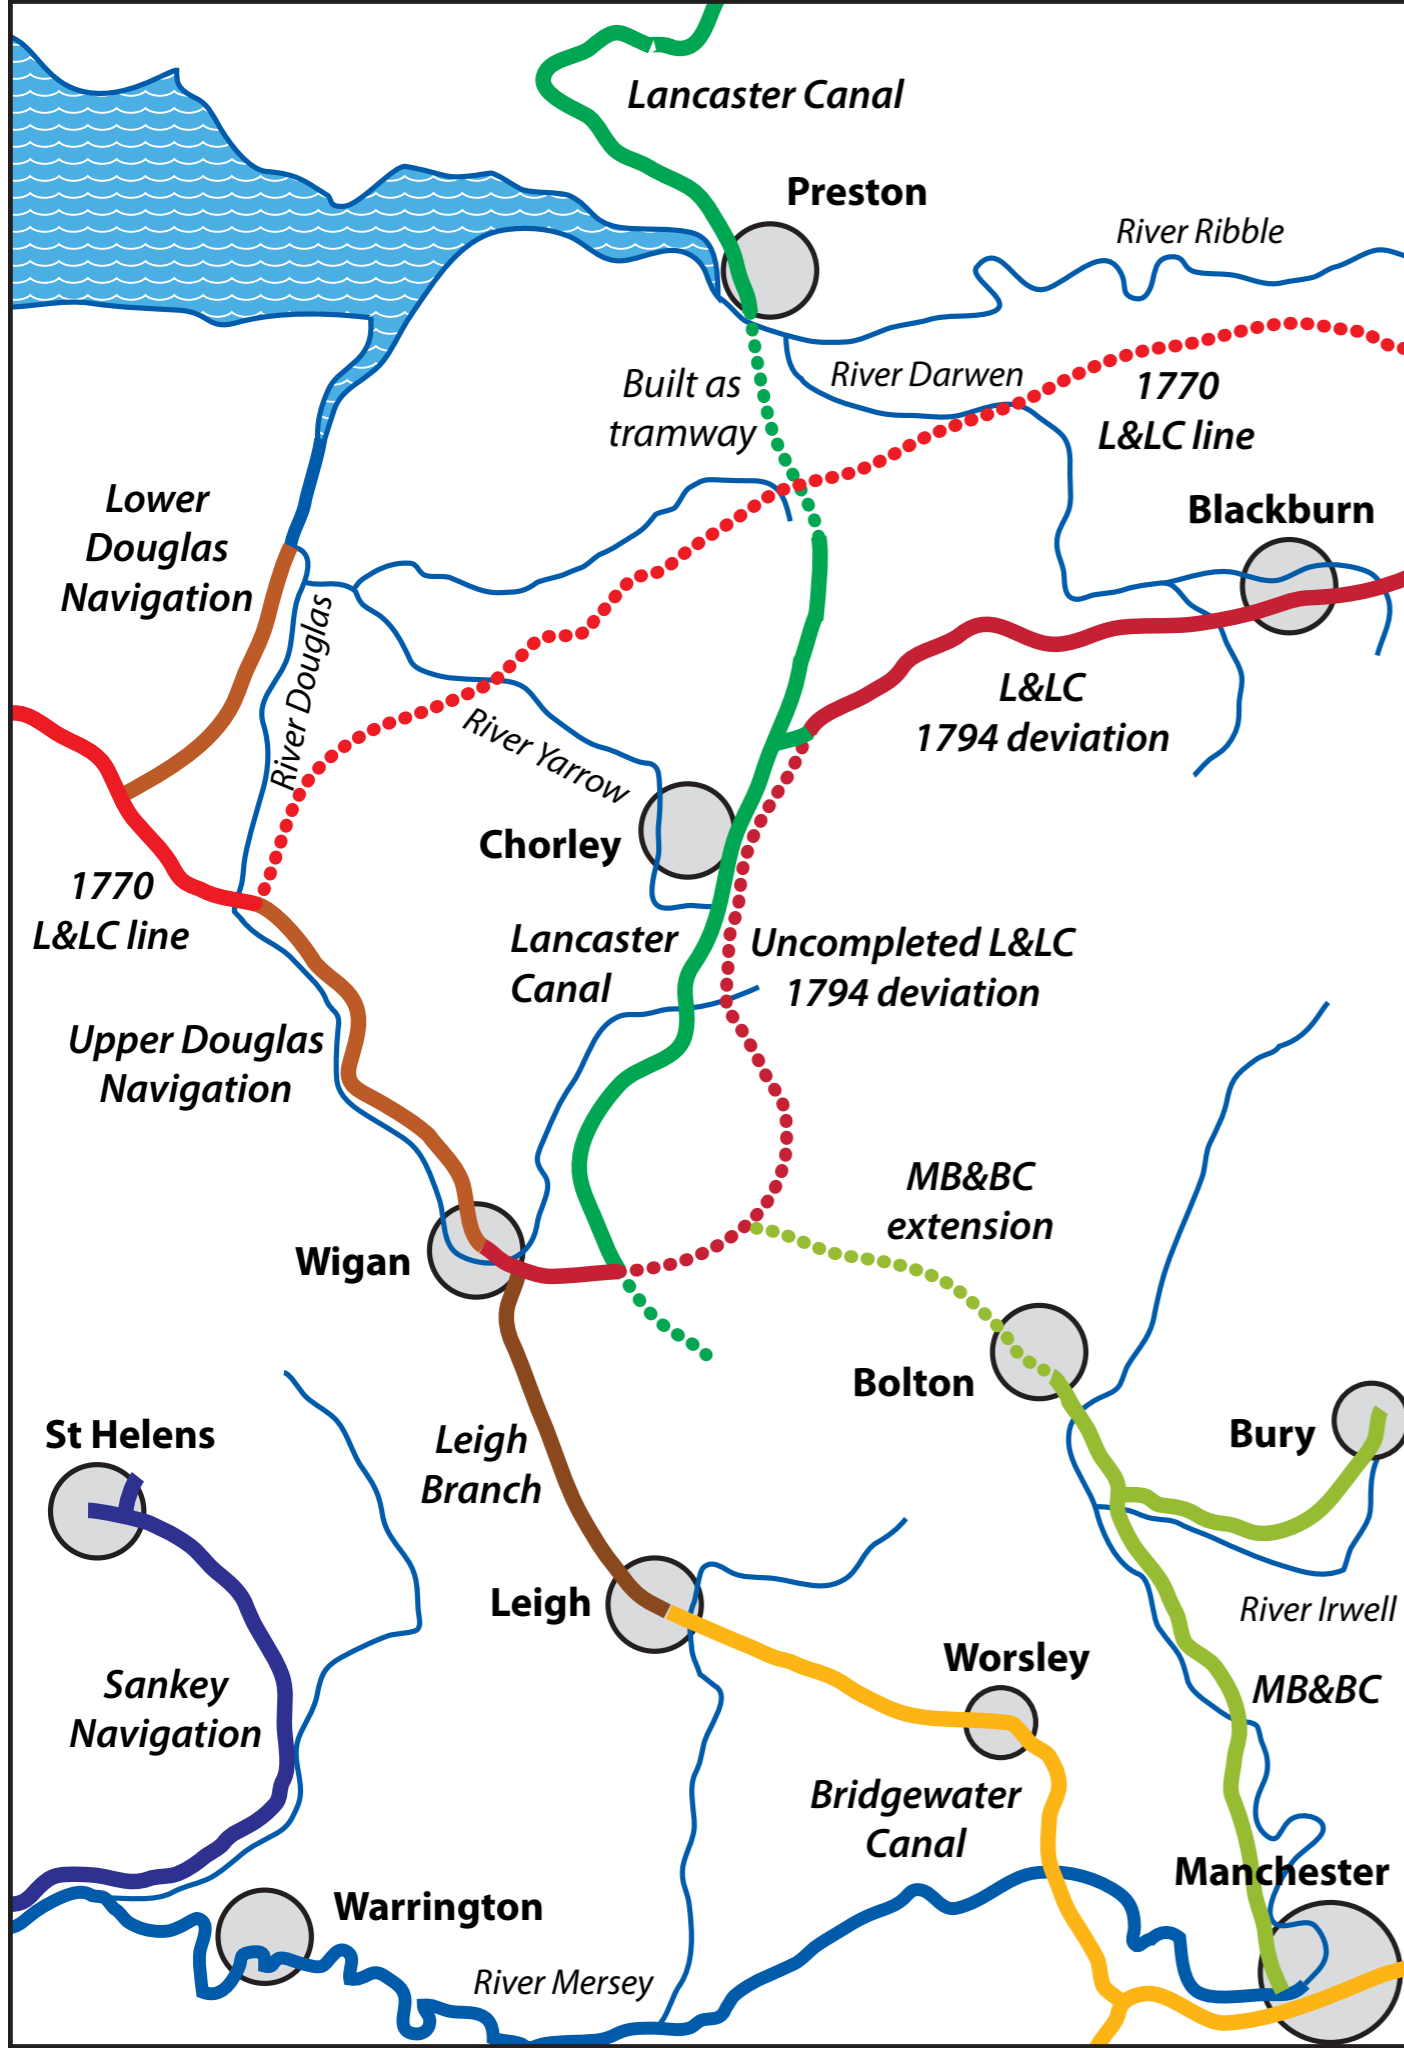 Lancaster Canal
Preston
River Ribble
Built as
tramway
River Darwen
1770
L&LC line
Lower
Douglas
Navigation
Blackburn
River Douglas
L&LC
1794 deviation
River Yarrow
Chorley
1770
L&LC line
Lancaster
Canal
Uncompleted L&LC
1794 deviation
Upper Douglas
Navigation
MB&BC
extension
Wigan
Bolton
St Helens
Leigh
Branch
Bury
Leigh
River Irwell
Worsley
Sankey
Navigation
MB&BC
Bridgewater
Canal
Manchester
Warrington
River Mersey